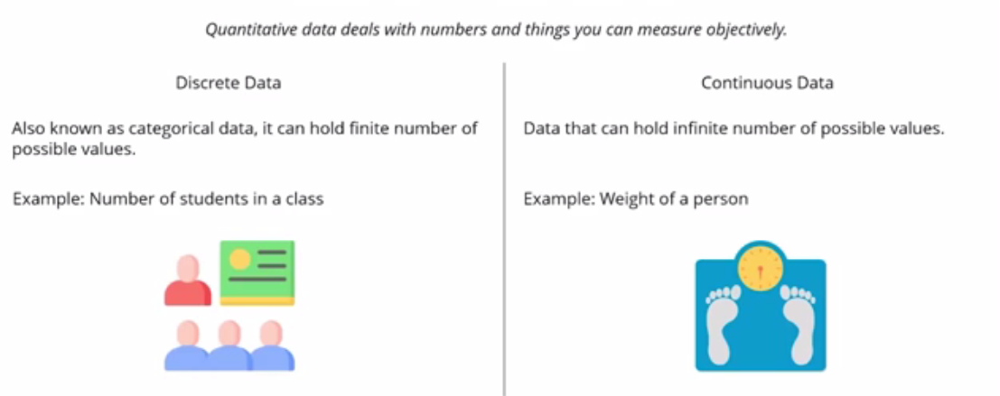 Quantitative data deals with numbers and things you can measure objectively.
Discrete Data
Also known as categorical data, it can hold finite number of
possible values.
Example: Number of students in a class
Continuous Data
Data that can hold infinite number of possible values.
Example: Weight of a person